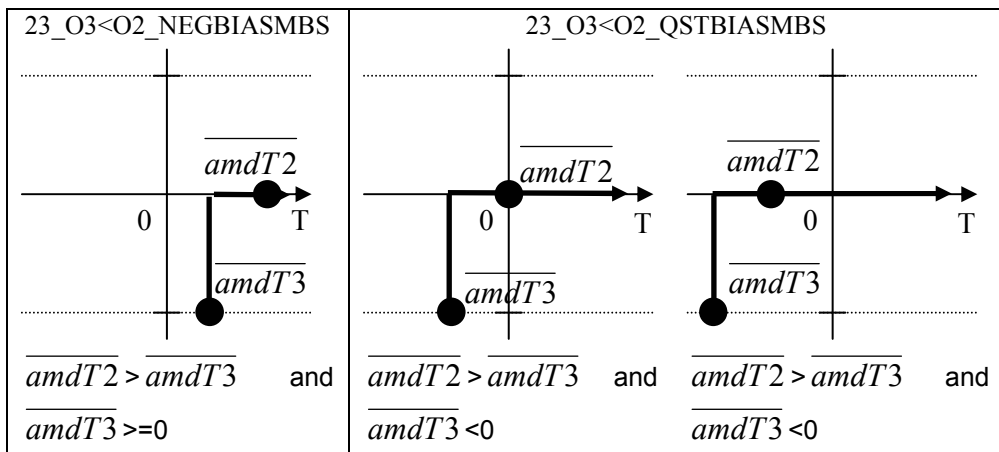 23_O3<O2_NEGBIASMBS
amdT2
0 T
amdT3
amdT2 > amdT3 and
amdT3 >=0
23_O3<O2_QSTBIASMBS
amdT2
0 T
amdT3
amdT2 > amdT3 and
amdT3 <0
amdT2
0 T
amdT3
amdT2 > amdT3 and
amdT3 <0